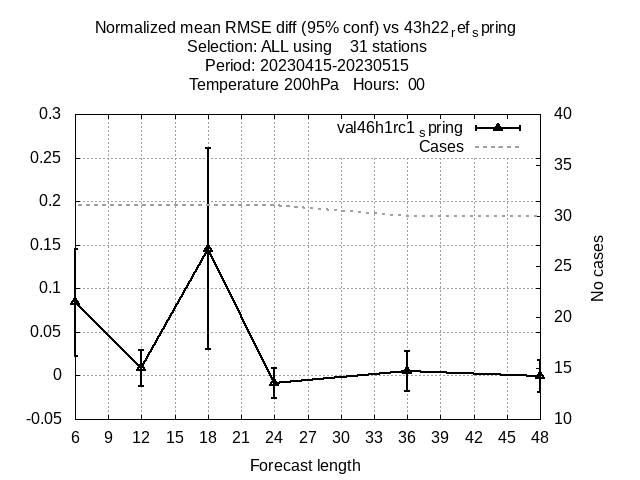 Normalized mean RMSE diff (95% conf) vs 43h22refspring
Selection: ALL using 31 stations
Period: 20230415-20230515
Temperature 200hPa Hours: 00
0.3
0.25
0.2
0.15
0.1
0.05
0
-0.05
40
35
30
25
20
15
10
val46h1rc1spring
Cases
No cases
6 9 12 15 18 21 24 27 30 33 36 39 42 45 48
Forecast length